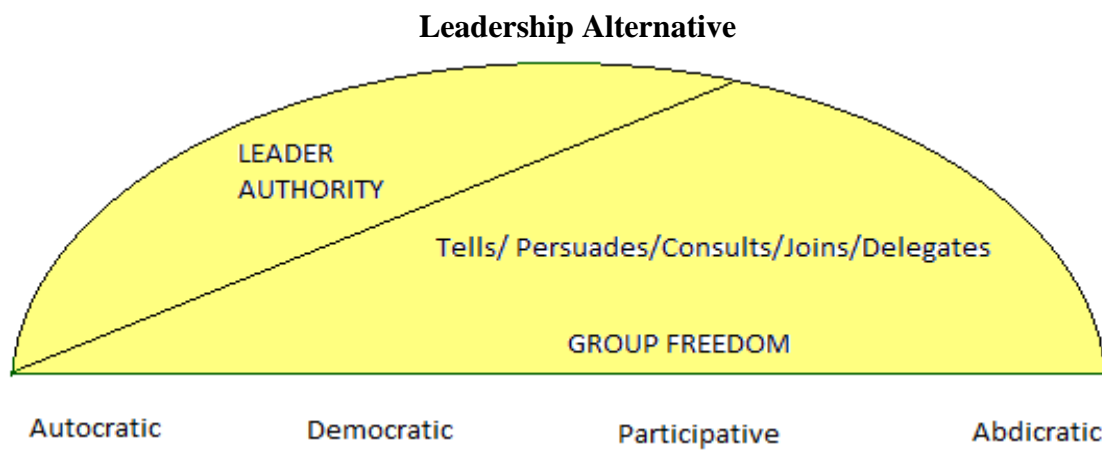 Leadership Alternative
LEADER
AUTHORITY
Tells/ Persuades/Consults/Joins/Delegates
GROUP FREEDOM
Autocratic Democratic Participative Abdicratic